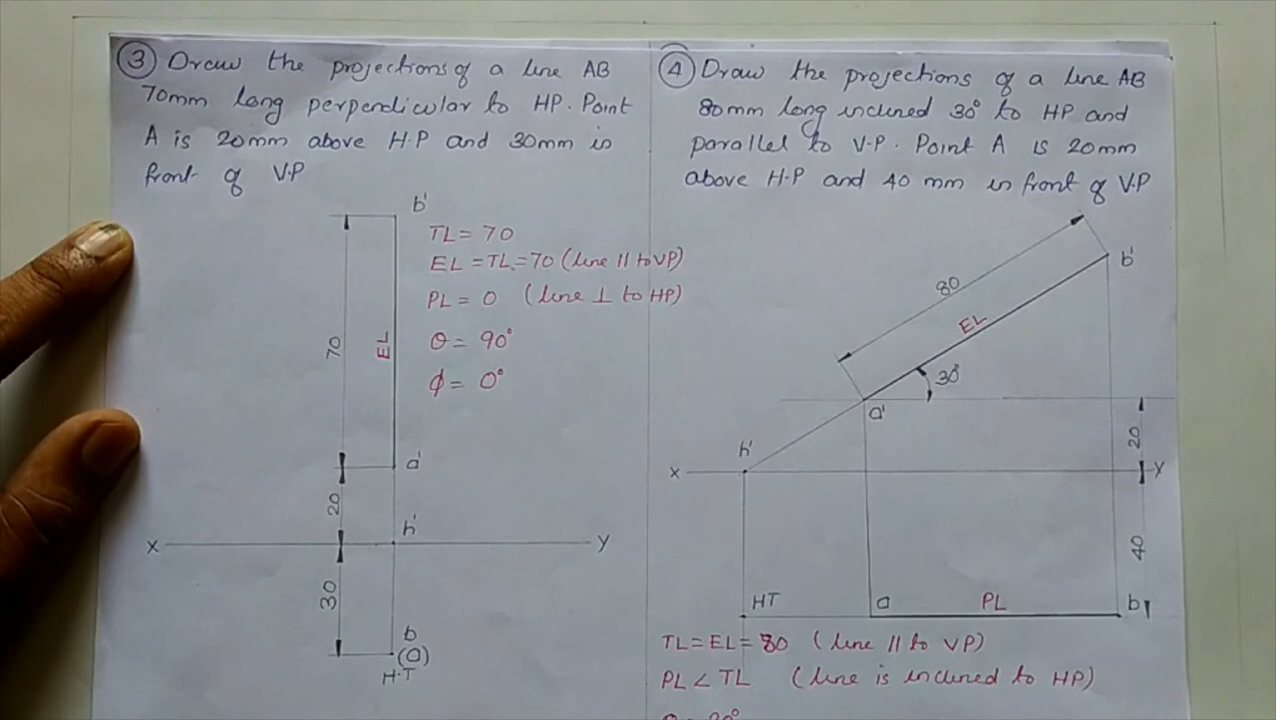 ③ Draw the projections of a line AB
70mm long perpendicular to HP. Point
A is 20mm above H.P and 30mm in
front of V.P
b'
TL = 70
EL = TL = 70 (line || to VP)
PL = 0 (line ⊥ to HP)
θ = 90°
ϕ = 0°
70
EL
a'
20
h'
X
Y
30
b
(a)
H.T
④ Draw the projections of a line AB
80mm long inclined 30° to HP and
parallel to V.P. Point A is 20mm
above H.P and 40 mm in front of V.P
b'
80
EL
30°
a'
20
h'
X
Y
40
HT
a
PL
b
TL = EL = 80 (line || to VP)
PL < TL (line is inclined to HP)